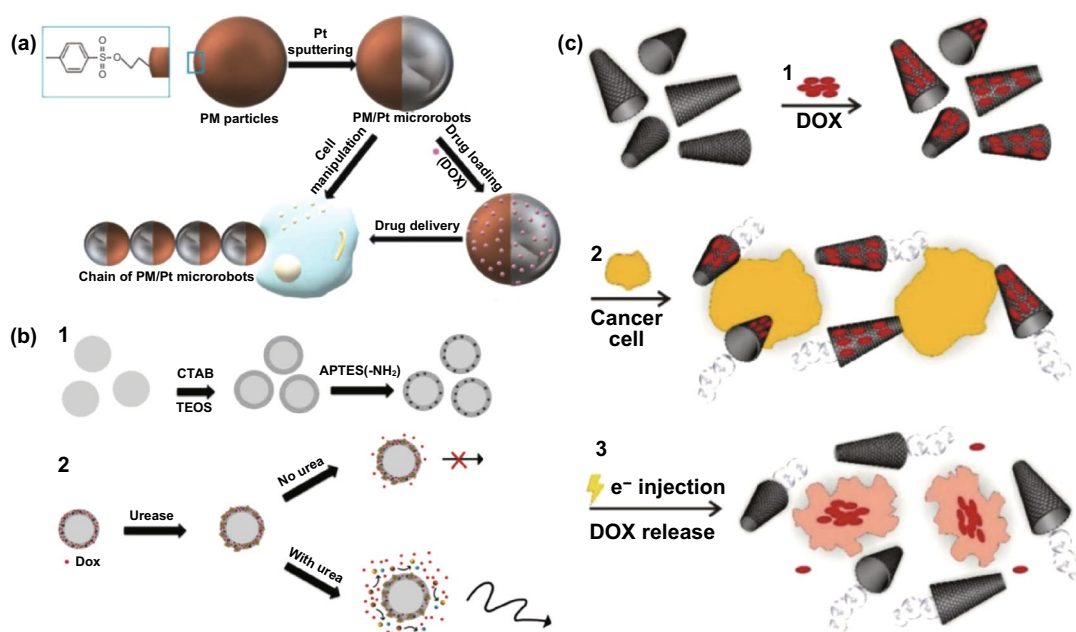 (a)
O
S
O
O
Pt
sputtering
PM particles
PM/Pt microrobots
Cell
manipulation
Drug loading
(DOX)
Drug delivery
Chain of PM/Pt microrobots
(b)
1
CTAB
TEOS
APTES(-NH₂)
2
Dox
Urease
No urea
With urea
(c)
1
DOX
2
Cancer
cell
3
e⁻ injection
DOX release